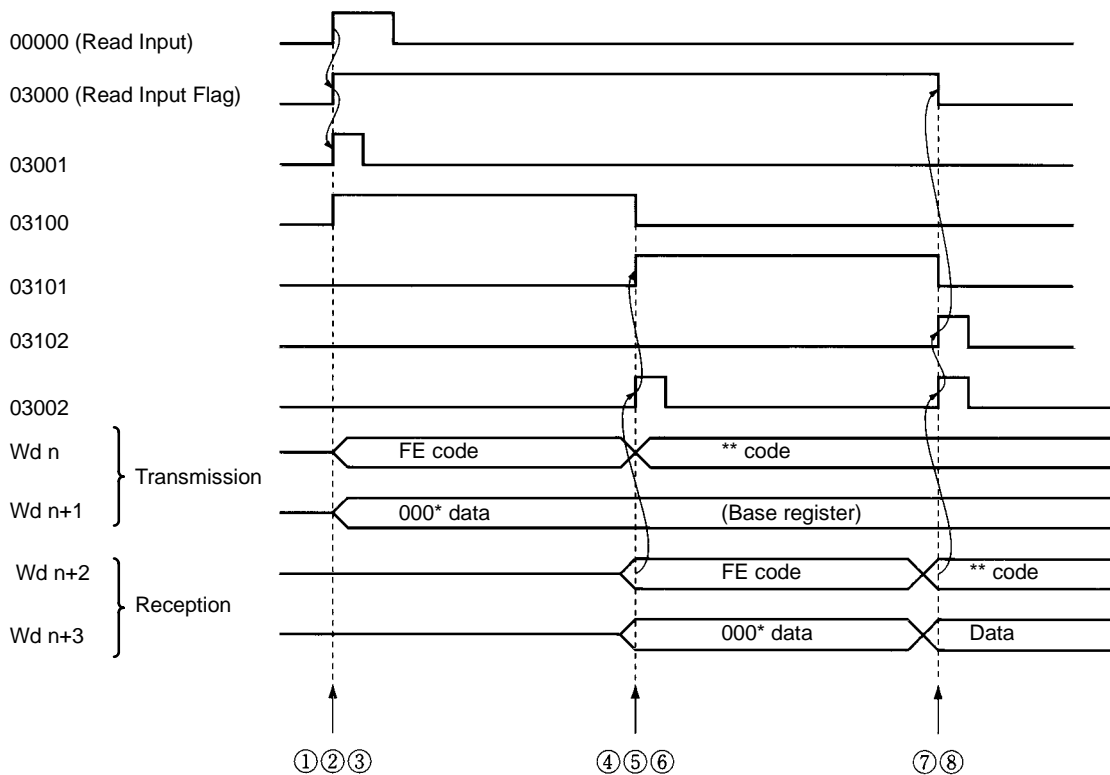 00000 (Read Input)
03000 (Read Input Flag)
03001
03100
03101
03102
03002
Wd n
FE code
** code
Transmission
Wd n+1
000* data
(Base register)
Wd n+2
FE code
** code
Reception
Wd n+3
000* data
Data
①②③
④⑤⑥
⑦⑧